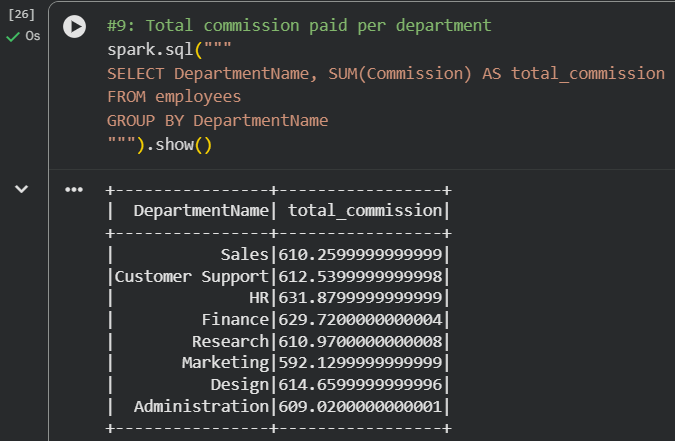 [26]
0s
#9: Total commission paid per department
spark.sql("""
SELECT DepartmentName, SUM(Commission) AS total_commission
FROM employees
GROUP BY DepartmentName
""").show()
+----------------+-----------------+
|  DepartmentName| total_commission|
+----------------+-----------------+
|           Sales|610.2599999999999|
|Customer Support|612.5399999999998|
|              HR|631.8799999999999|
|         Finance|629.7200000000004|
|        Research|610.9700000000008|
|       Marketing|592.1299999999999|
|          Design|614.6599999999996|
|  Administration|609.0200000000001|
+----------------+-----------------+